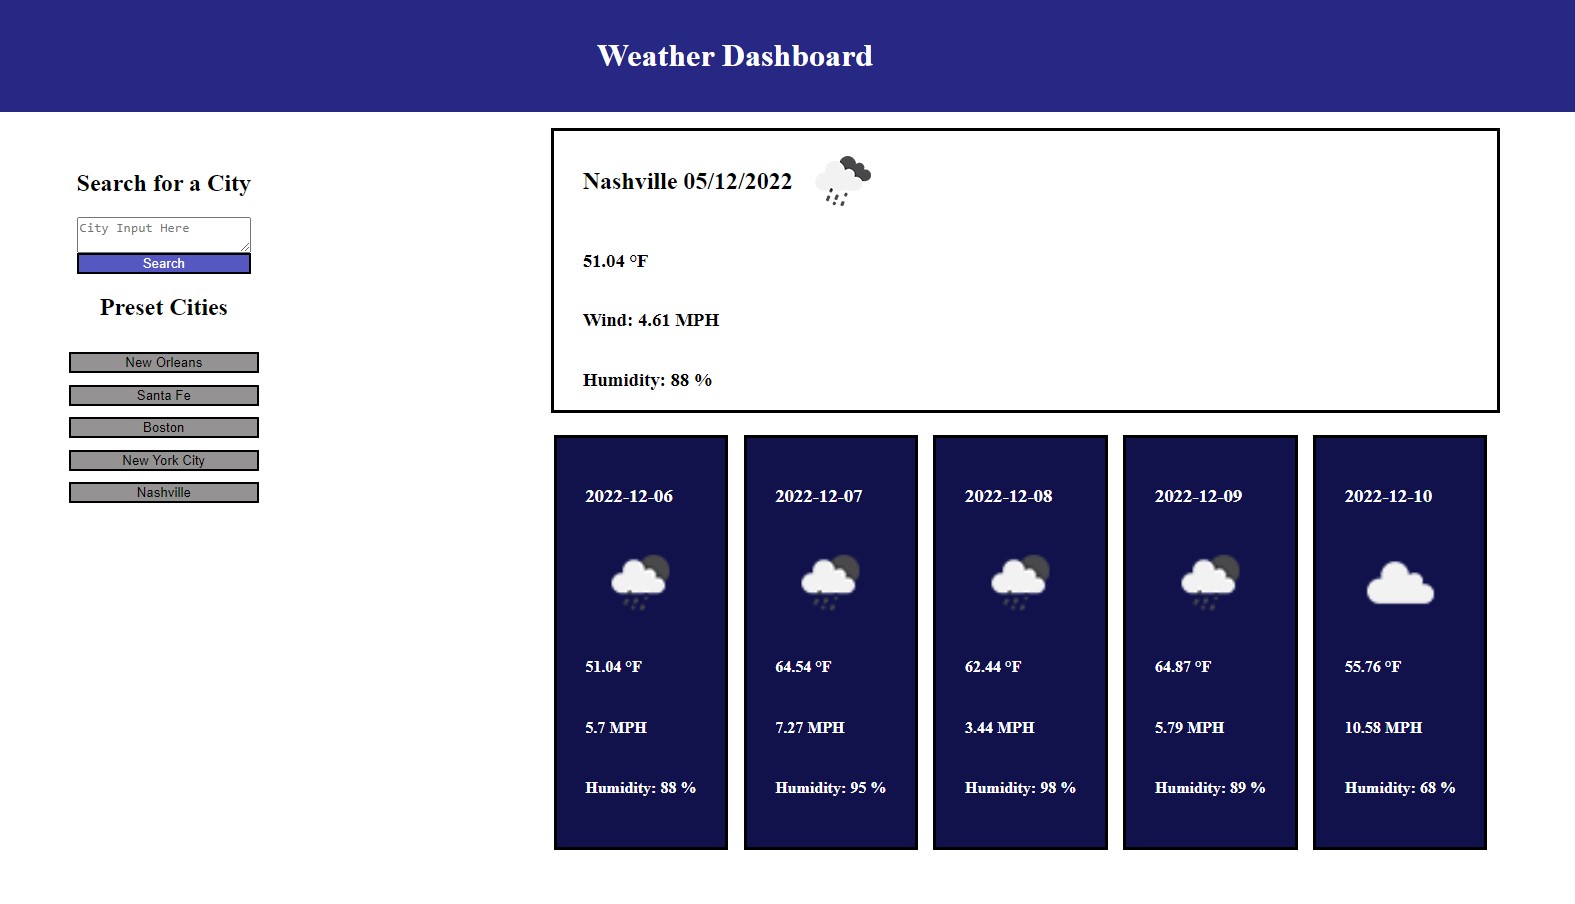 Weather Dashboard
Search for a City
City Input Here
Search
Preset Cities
New Orleans
Santa Fe
Boston
New York City
Nashville
Nashville 05/12/2022
51.04 °F
Wind: 4.61 MPH
Humidity: 88 %
2022-12-06
51.04 °F
5.7 MPH
Humidity: 88 %
2022-12-07
64.54 °F
7.27 MPH
Humidity: 95 %
2022-12-08
62.44 °F
3.44 MPH
Humidity: 98 %
2022-12-09
64.87 °F
5.79 MPH
Humidity: 89 %
2022-12-10
55.76 °F
10.58 MPH
Humidity: 68 %